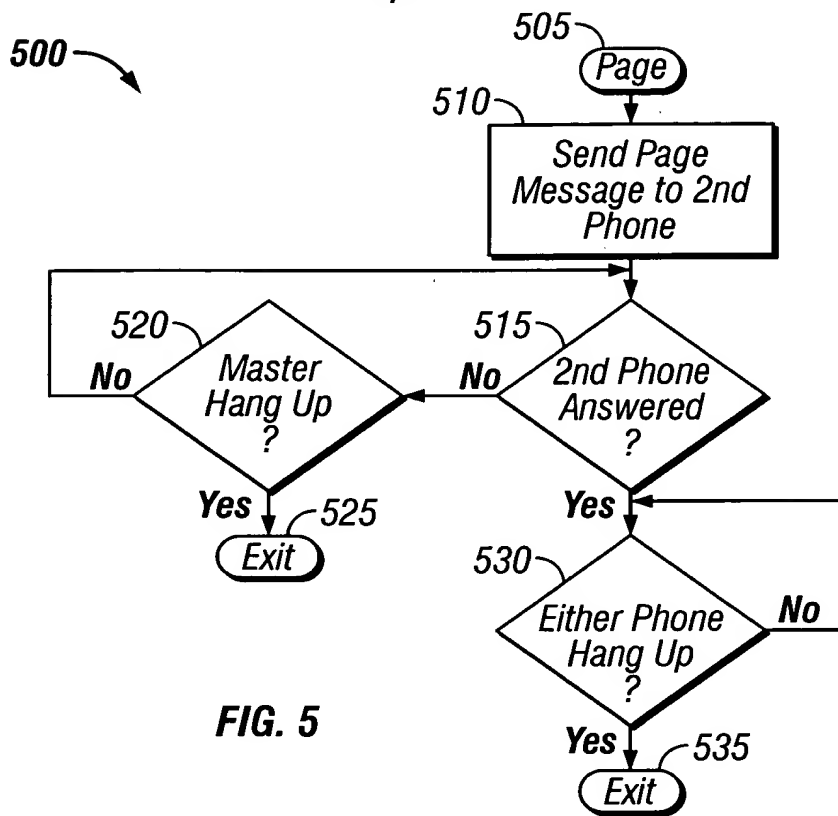 500
505
Page
510
Send Page
Message to 2nd
Phone
520
Master
Hang Up
?
No
515
2nd Phone
Answered
?
No
Yes
525
Exit
Yes
530
Either Phone
Hang Up
?
No
Yes
535
Exit
FIG. 5